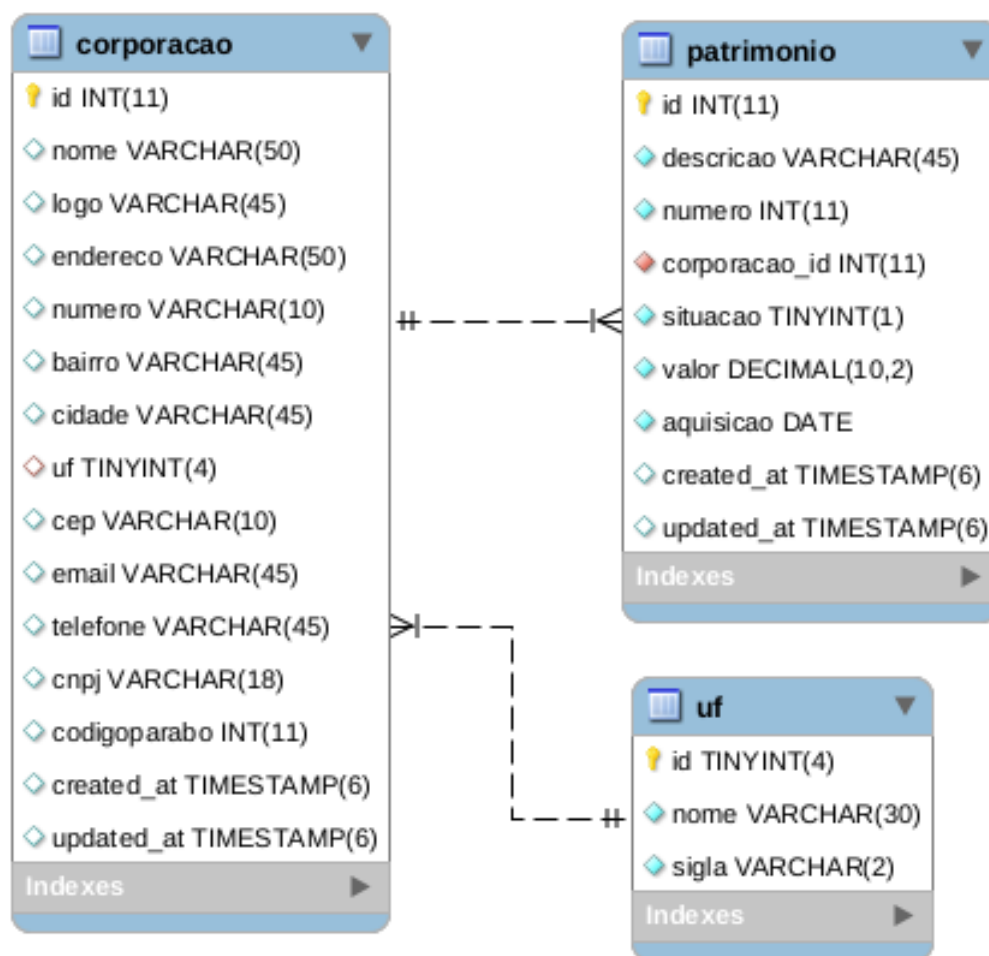 corporacao
id INT(11)
nome VARCHAR(50)
logo VARCHAR(45)
endereco VARCHAR(50)
numero VARCHAR(10)
bairro VARCHAR(45)
cidade VARCHAR(45)
uf TINYINT(4)
cep VARCHAR(10)
email VARCHAR(45)
telefone VARCHAR(45)
cnpj VARCHAR(18)
codigoparabo INT(11)
created_at TIMESTAMP(6)
updated_at TIMESTAMP(6)
Indexes
patrimonio
id INT(11)
descricao VARCHAR(45)
numero INT(11)
corporacao_id INT(11)
situacao TINYINT(1)
valor DECIMAL(10,2)
aquisicao DATE
created_at TIMESTAMP(6)
updated_at TIMESTAMP(6)
Indexes
uf
id TINYINT(4)
nome VARCHAR(30)
sigla VARCHAR(2)
Indexes